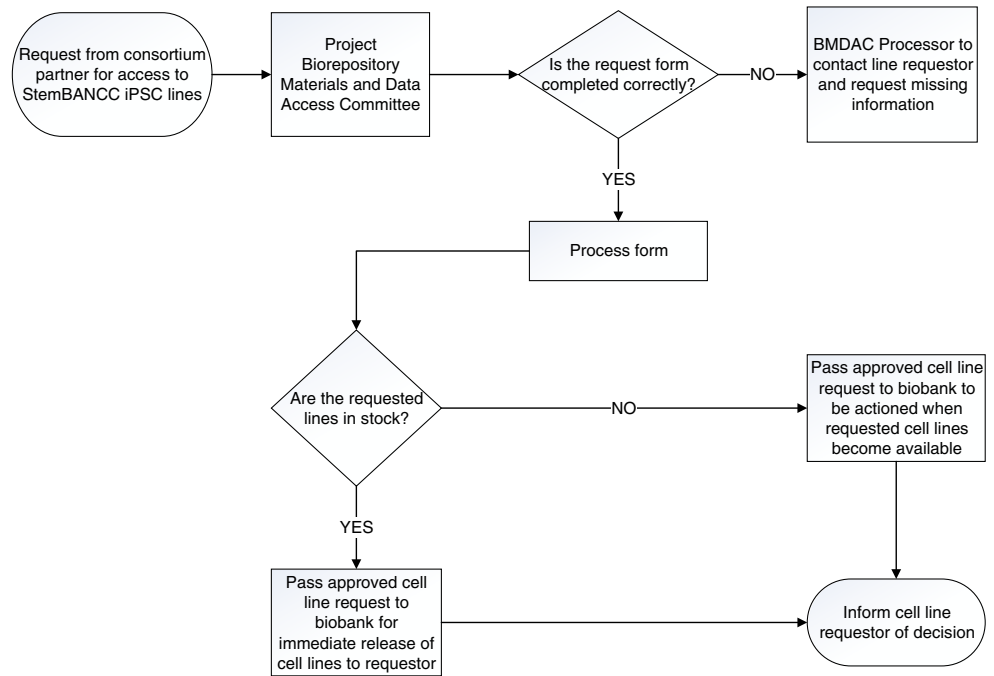 Request from consortium
partner for access to
StemBANCC iPSC lines
Project
Biorepository
Materials and Data
Access Committee
Is the request form
completed correctly?
NO
BMDAC Processor to
contact line requestor
and request missing
information
YES
Process form
Are the requested
lines in stock?
NO
Pass approved cell line
request to biobank to
be actioned when
requested cell lines
become available
YES
Pass approved cell
line request to
biobank for
immediate release of
cell lines to requestor
Inform cell line
requestor of decision